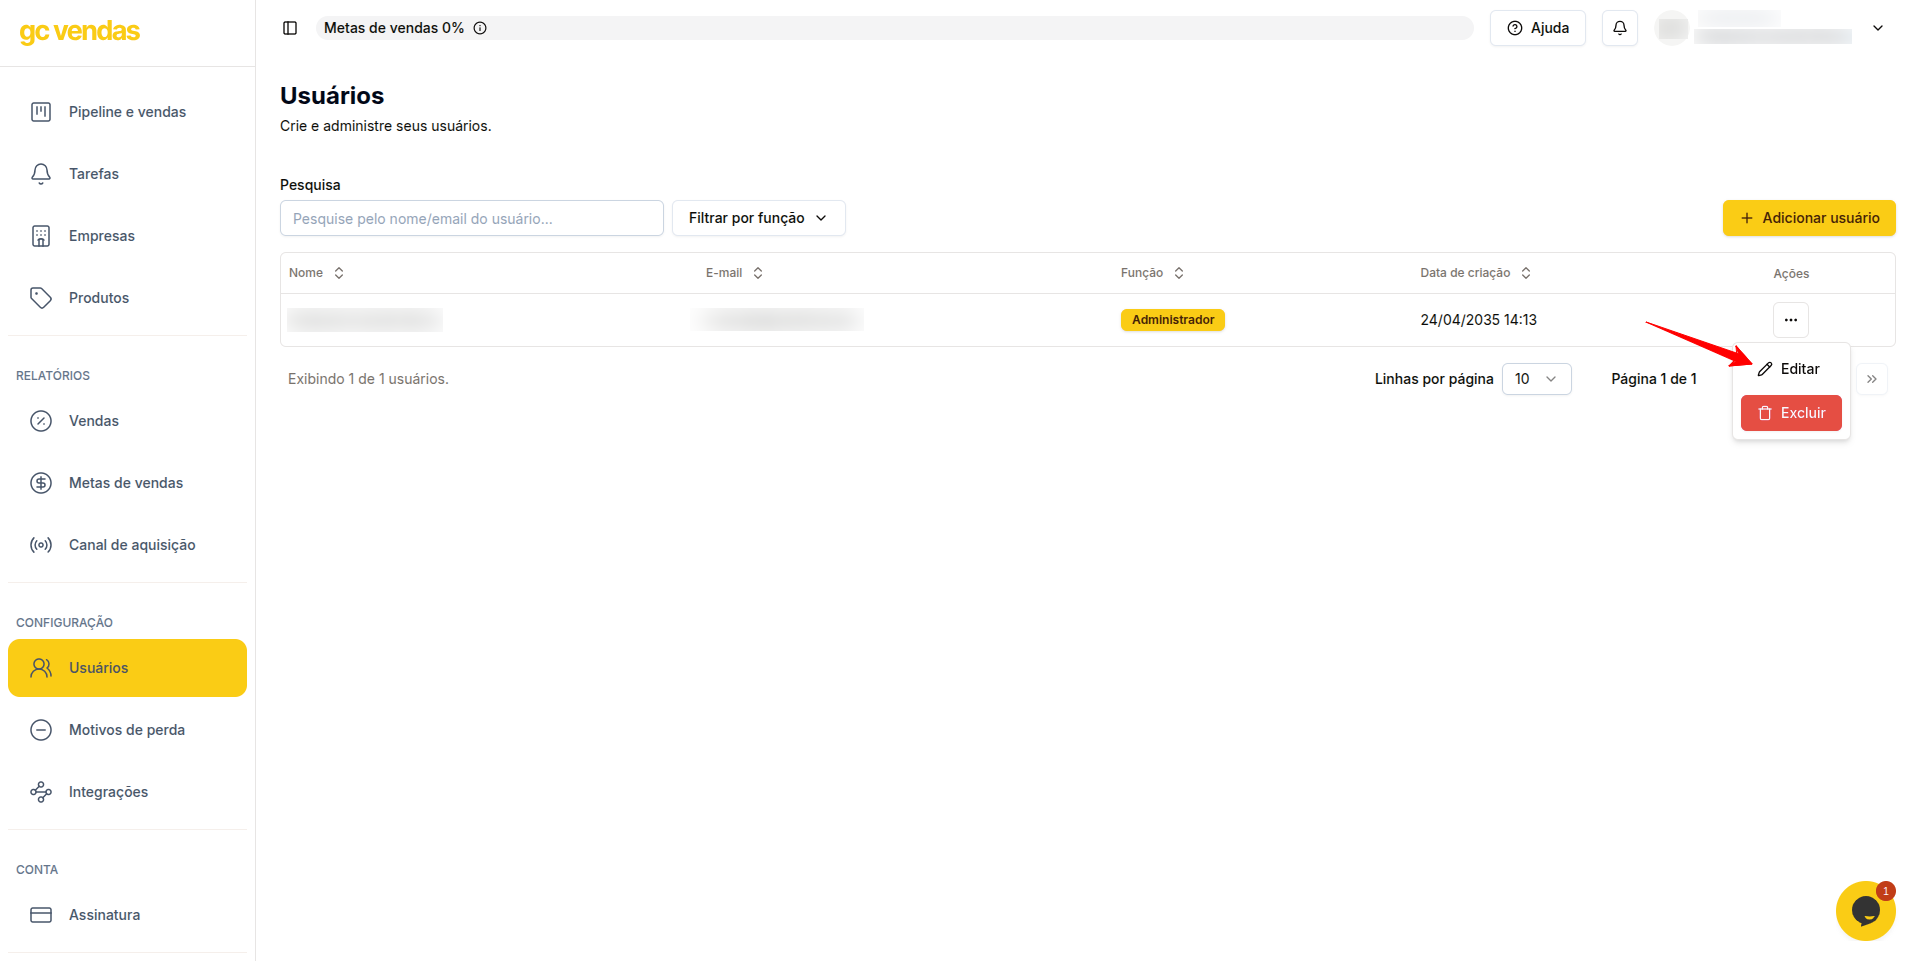 gc vendas
Metas de vendas 0%
Ajuda
Pipeline e vendas
Tarefas
Empresas
Produtos
RELATÓRIOS
Vendas
Metas de vendas
Canal de aquisição
CONFIGURAÇÃO
Usuários
Motivos de perda
Integrações
CONTA
Assinatura
Usuários
Crie e administre seus usuários.
Pesquisa
Pesquise pelo nome/email do usuário...
Filtrar por função
Adicionar usuário
Nome E-mail Função Data de criação Ações
Administrador 24/04/2035 14:13
Exibindo 1 de 1 usuários.
Linhas por página 10 Página 1 de 1
Editar
Excluir
1